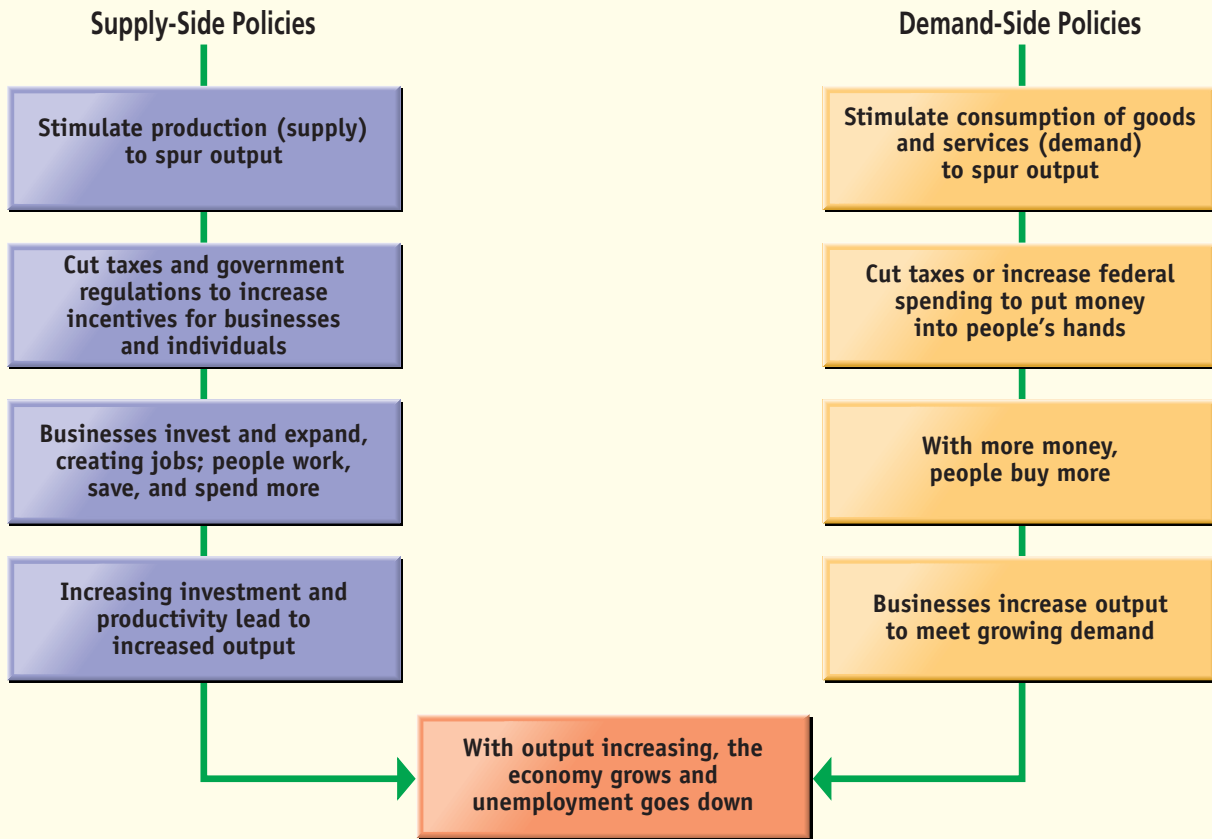 Supply-Side Policies
Stimulate production (supply)
to spur output
Cut taxes and government
regulations to increase
incentives for businesses
and individuals
Businesses invest and expand,
creating jobs; people work,
save, and spend more
Increasing investment and
productivity lead to
increased output
Demand-Side Policies
Stimulate consumption of goods
and services (demand)
to spur output
Cut taxes or increase federal
spending to put money
into people’s hands
With more money,
people buy more
Businesses increase output
to meet growing demand
With output increasing, the
economy grows and
unemployment goes down